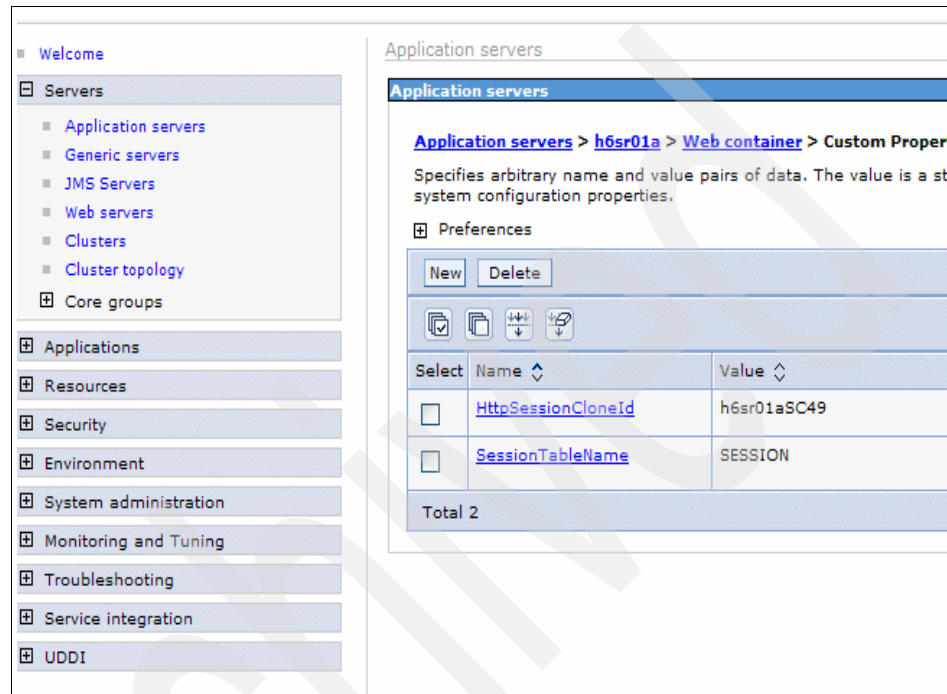 Welcome
Servers
Application servers
Generic servers
JMS Servers
Web servers
Clusters
Cluster topology
Core groups
Applications
Resources
Security
Environment
System administration
Monitoring and Tuning
Troubleshooting
Service integration
UDDI
Application servers
Application servers
Application servers > h6sr01a > Web container > Custom Proper
Specifies arbitrary name and value pairs of data. The value is a st
system configuration properties.
Preferences
New Delete
Select Name Value
HttpSessionCloneId h6sr01aSC49
SessionTableName SESSION
Total 2